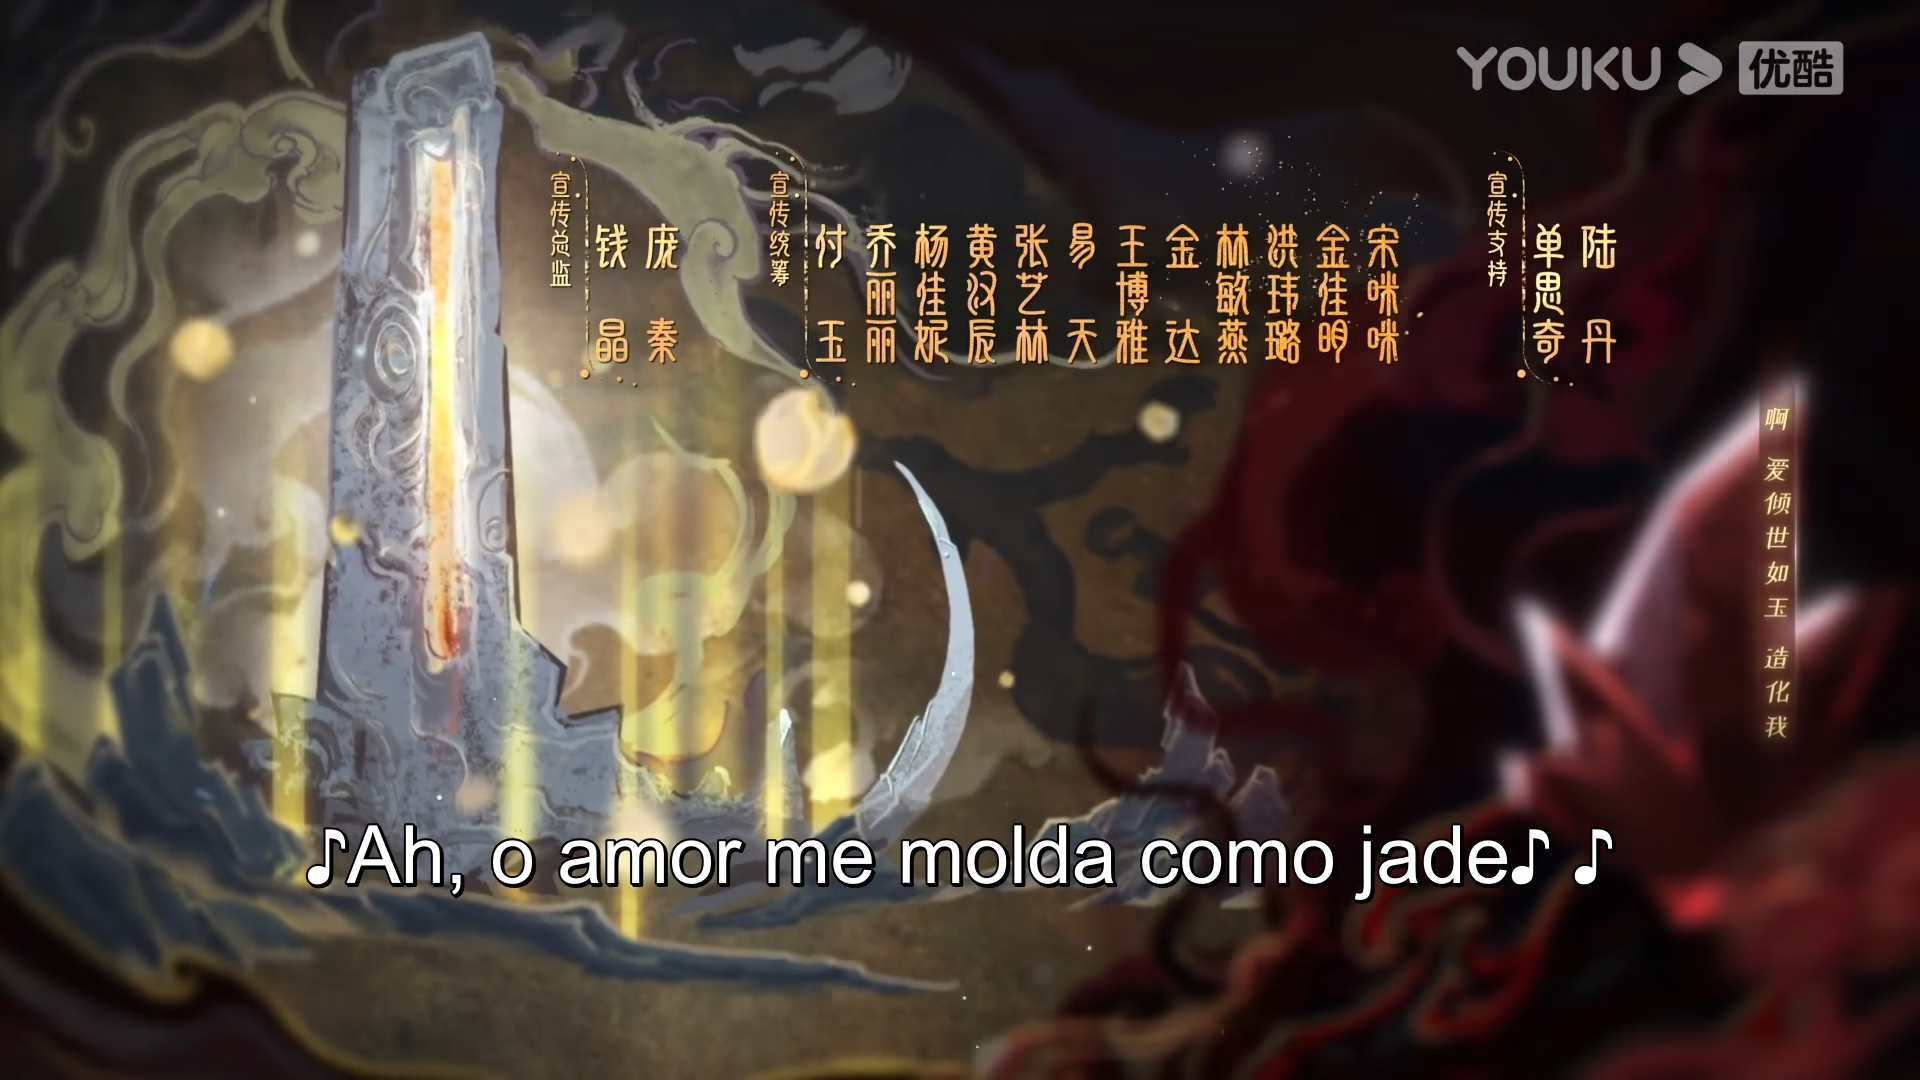 YOUKU 优酷
宣传总监
钱晶
庞秦
宣传统筹
付玉
乔丽丽
杨佳妮
黄汉辰
张艺林
易天
王博雅
金达
林敏燕
洪玮璐
金佳明
宋咪咪
宣传支持
单思奇
陆丹
啊 爱倾世如玉 造化我
♪Ah, o amor me molda como jade♪ ♪